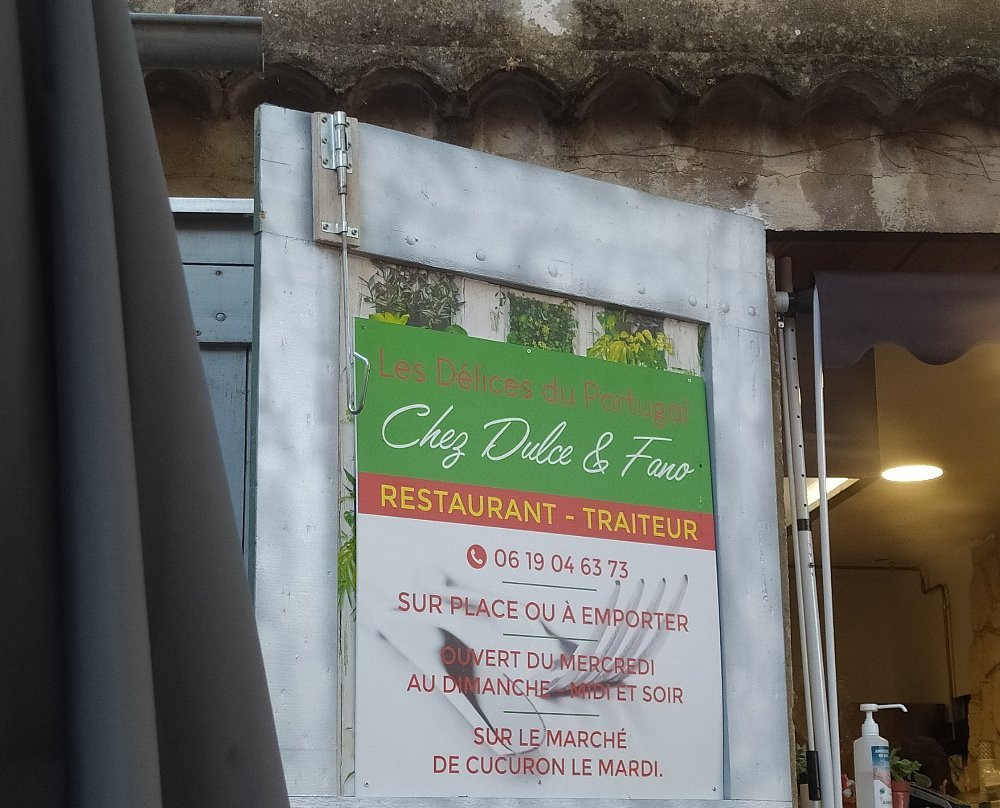 Les Délices du Portugal
Chez Dulce & Fano
RESTAURANT - TRAITEUR
06 19 04 63 73
SUR PLACE OU À EMPORTER
OUVERT DU MERCREDI
AU DIMANCHE - MIDI ET SOIR
SUR LE MARCHÉ
DE CUCURON LE MARDI.